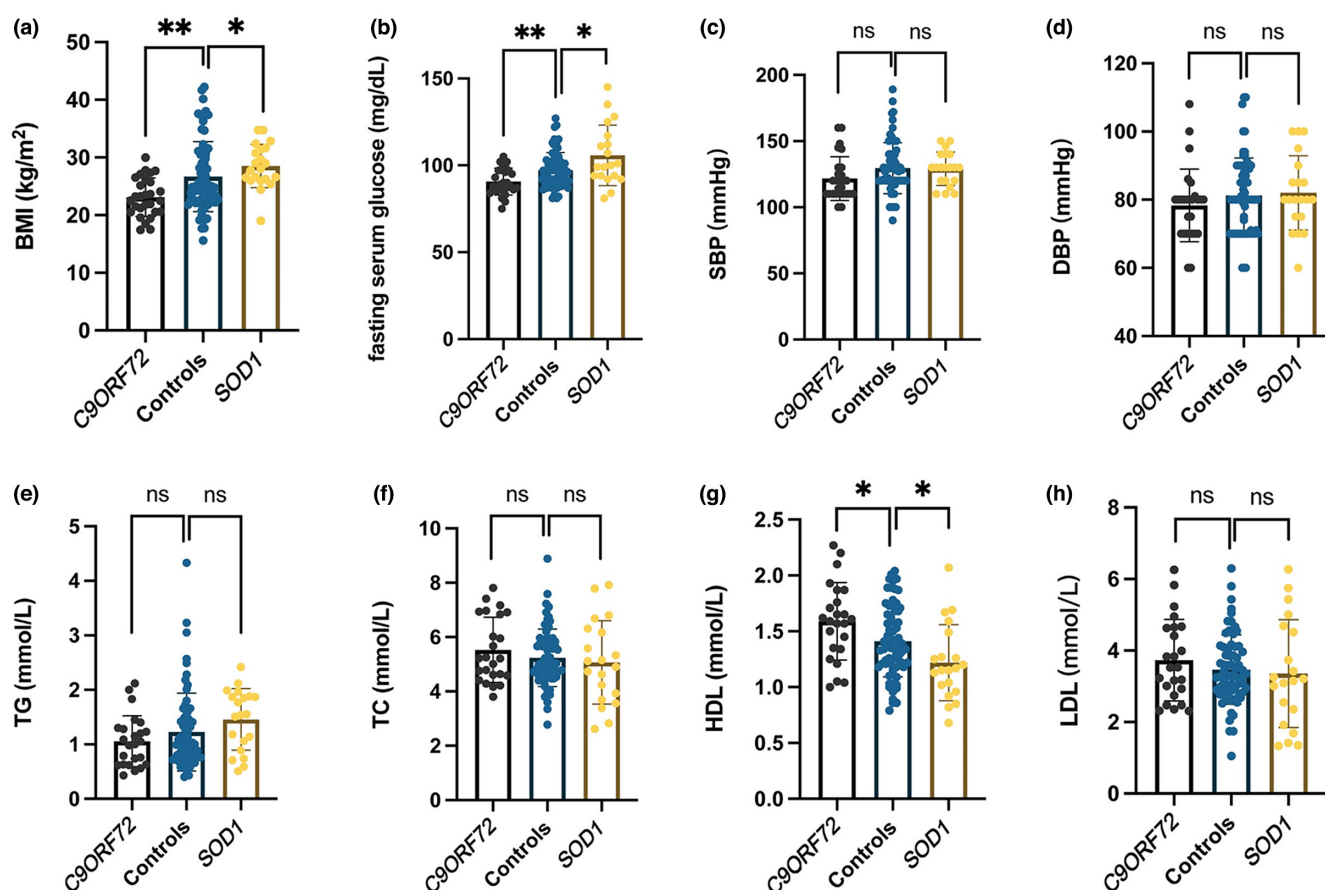 (a)
** *
BMI (kg/m²)
50
40
30
20
10
0
C9ORF72
Controls
SOD1
(b)
** *
fasting serum glucose (mg/dL)
150
100
50
0
C9ORF72
Controls
SOD1
(c)
ns ns
SBP (mmHg)
200
150
100
50
0
C9ORF72
Controls
SOD1
(d)
ns ns
DBP (mmHg)
120
100
80
60
40
C9ORF72
Controls
SOD1
(e)
ns ns
TG (mmol/L)
5
4
3
2
1
0
C9ORF72
Controls
SOD1
(f)
ns ns
TC (mmol/L)
10
8
6
4
2
0
C9ORF72
Controls
SOD1
(g)
* *
HDL (mmol/L)
2.5
2.0
1.5
1.0
0.5
0.0
C9ORF72
Controls
SOD1
(h)
ns ns
LDL (mmol/L)
8
6
4
2
0
C9ORF72
Controls
SOD1